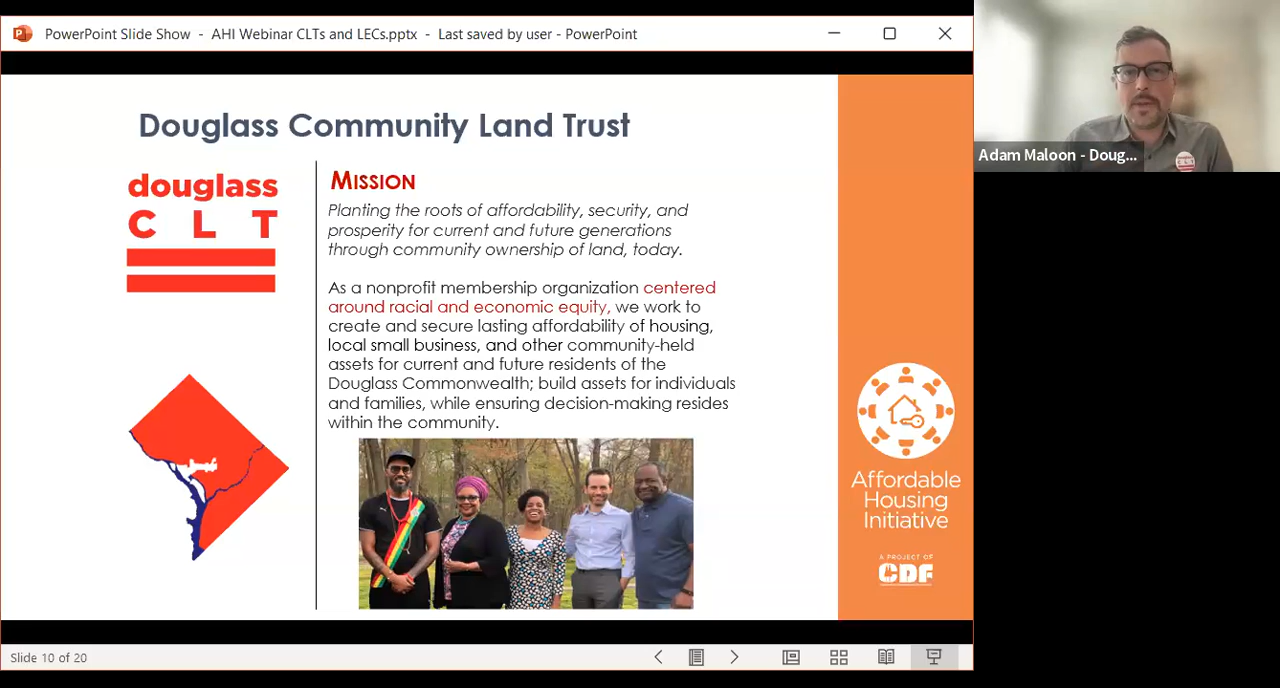 PowerPoint Slide Show - AHI Webinar CLTs and LECs.pptx - Last saved by user - PowerPoint
Adam Maloon - Doug...
Douglass Community Land Trust
douglass
CLT
MISSION
Planting the roots of affordability, security, and
prosperity for current and future generations
through community ownership of land, today.
As a nonprofit membership organization centered
around racial and economic equity, we work to
create and secure lasting affordability of housing,
local small business, and other community-held
assets for current and future residents of the
Douglass Commonwealth; build assets for individuals
and families, while ensuring decision-making resides
within the community.
Affordable
Housing
Initiative
A PROJECT OF
CDF
Slide 10 of 20